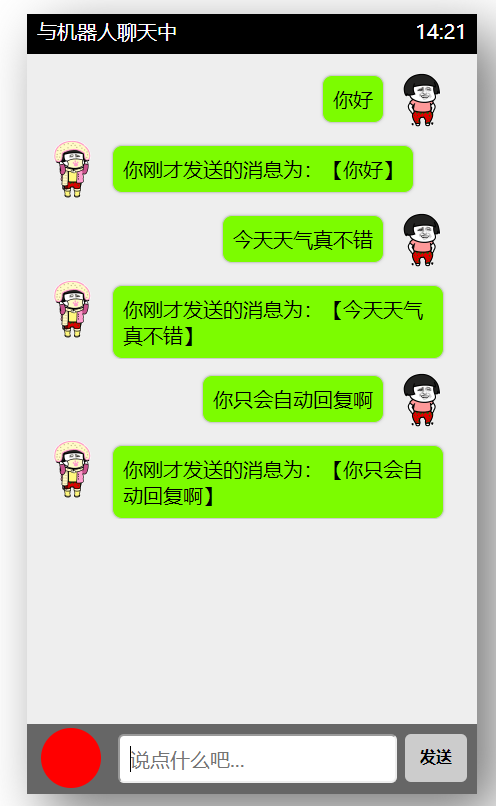 与机器人聊天中 14:21
你好
你刚才发送的消息为：【你好】
今天天气真不错
你刚才发送的消息为：【今天天气
真不错】
你只会自动回复啊
你刚才发送的消息为：【你只会自
动回复啊】
说点什么吧... 发送